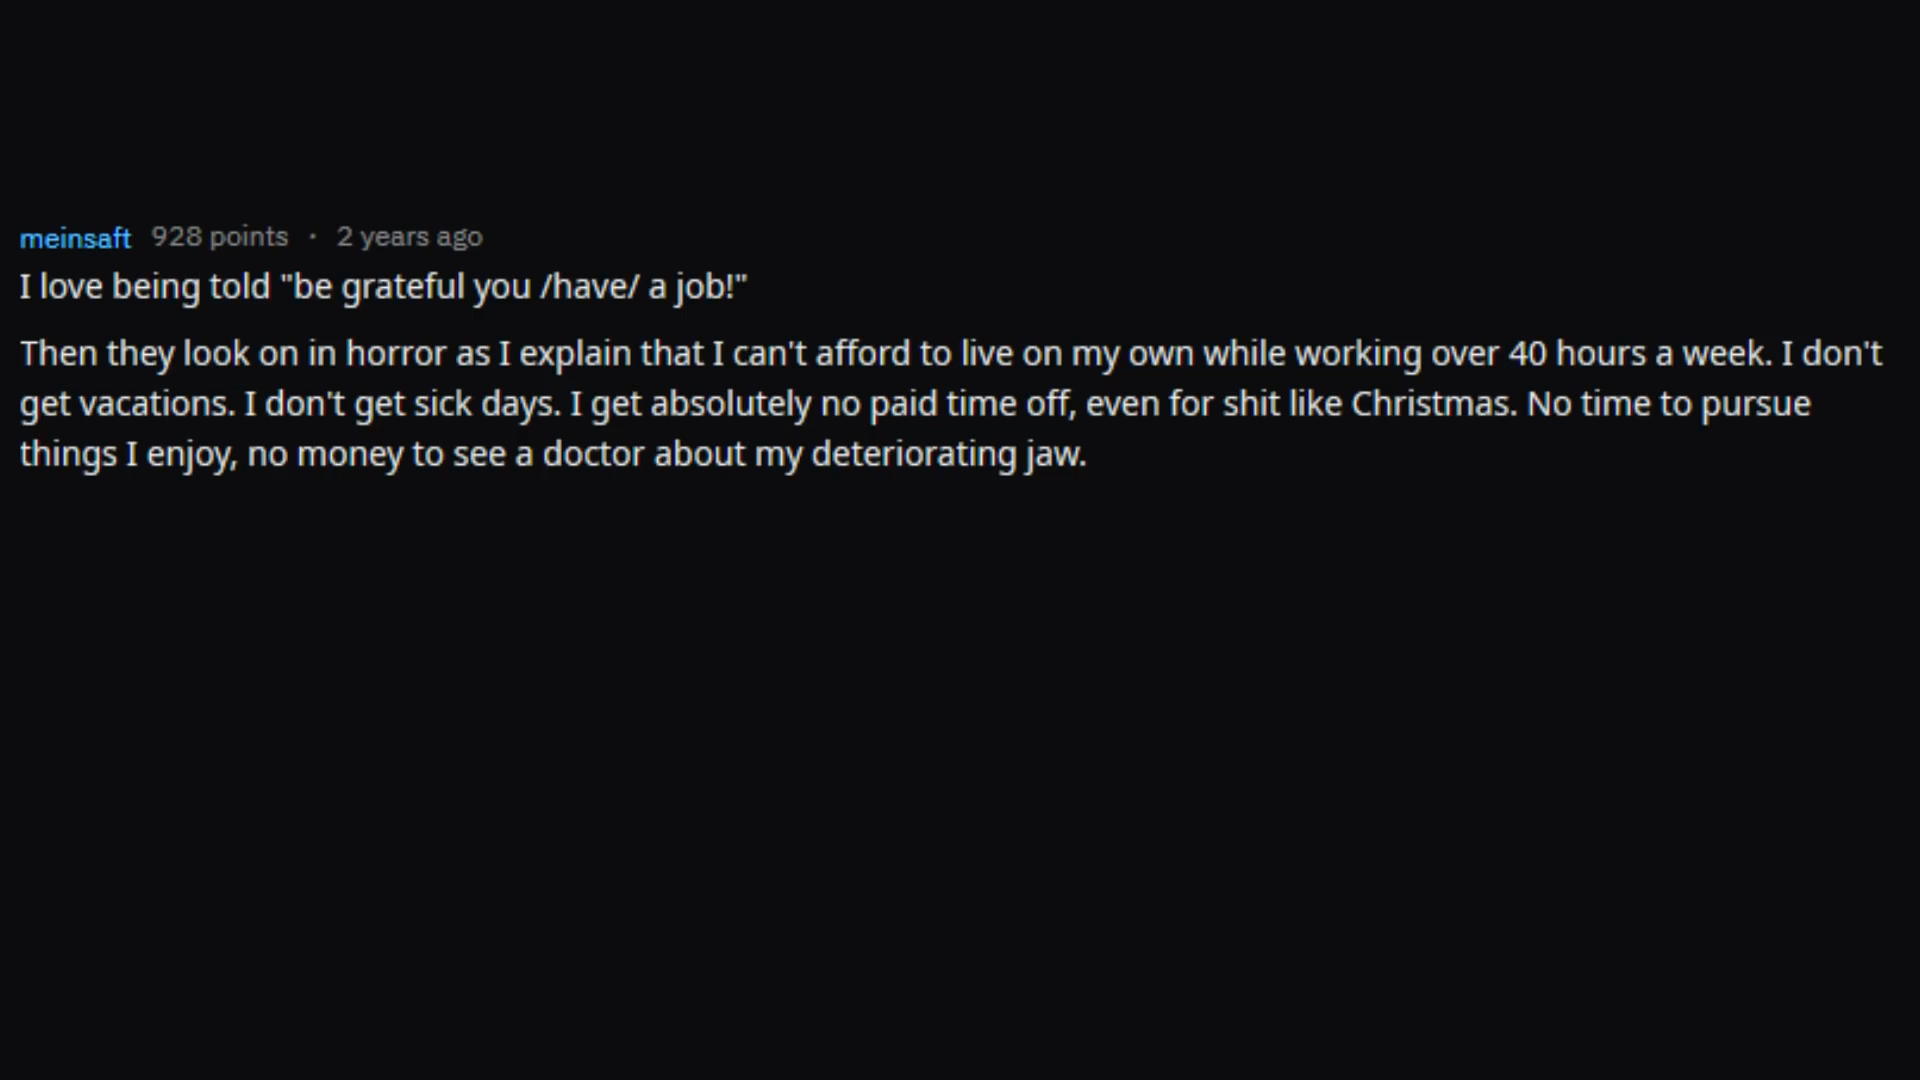 meinsaft 928 points · 2 years ago
I love being told "be grateful you /have/ a job!"
Then they look on in horror as I explain that I can't afford to live on my own while working over 40 hours a week. I don't
get vacations. I don't get sick days. I get absolutely no paid time off, even for shit like Christmas. No time to pursue
things I enjoy, no money to see a doctor about my deteriorating jaw.